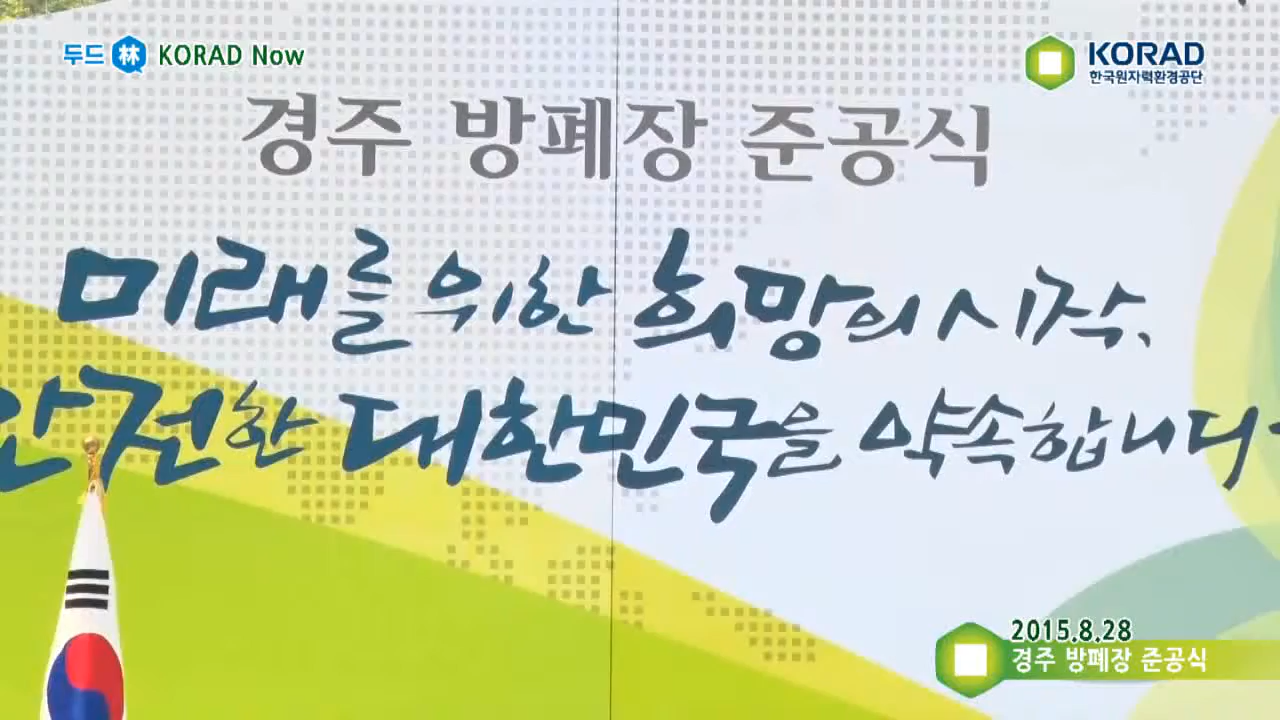 두드林 KORAD Now
KORAD
한국원자력환경공단
경주 방폐장 준공식
미래를 위한 희망의 시작,
안전한 대한민국을 약속합니다
2015.8.28
경주 방폐장 준공식